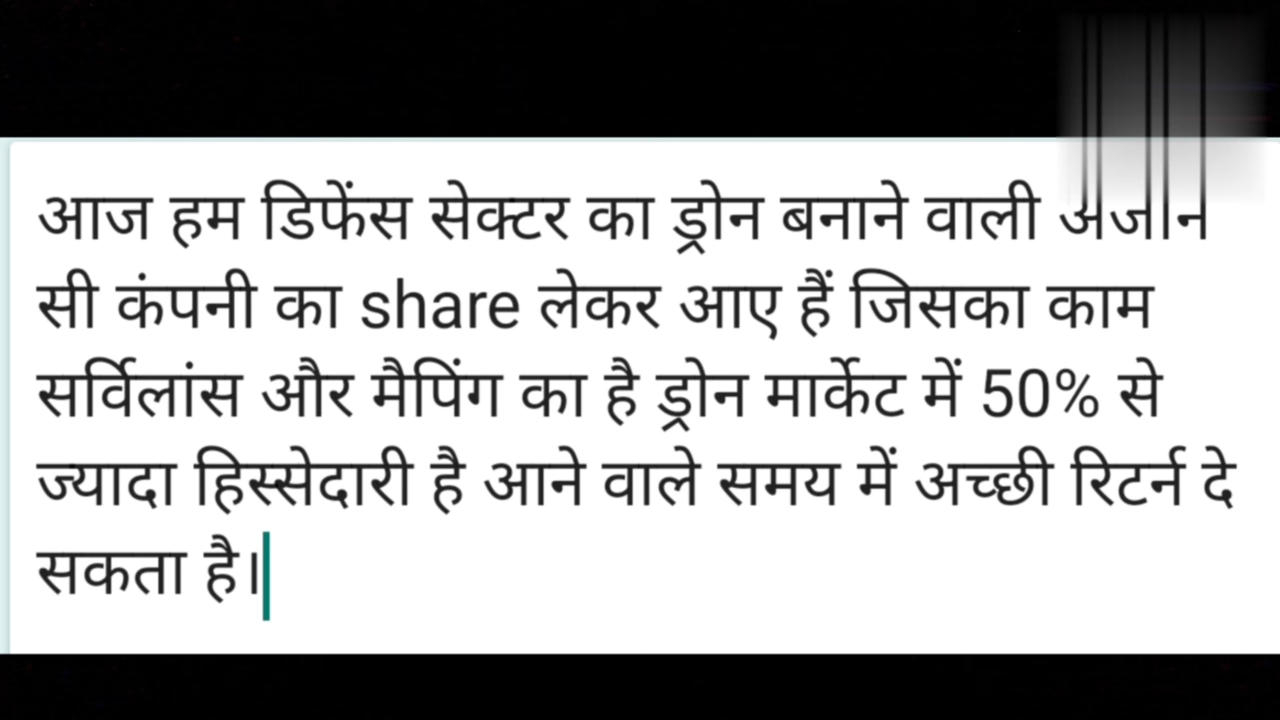 आज हम डिफेंस सेक्टर का ड्रोन बनाने वाली
सी कंपनी का share लेकर आए हैं जिसका काम
सर्विलांस और मैपिंग का है ड्रोन मार्केट में 50% से
ज्यादा हिस्सेदारी है आने वाले समय में अच्छी रिटर्न दे
सकता है।